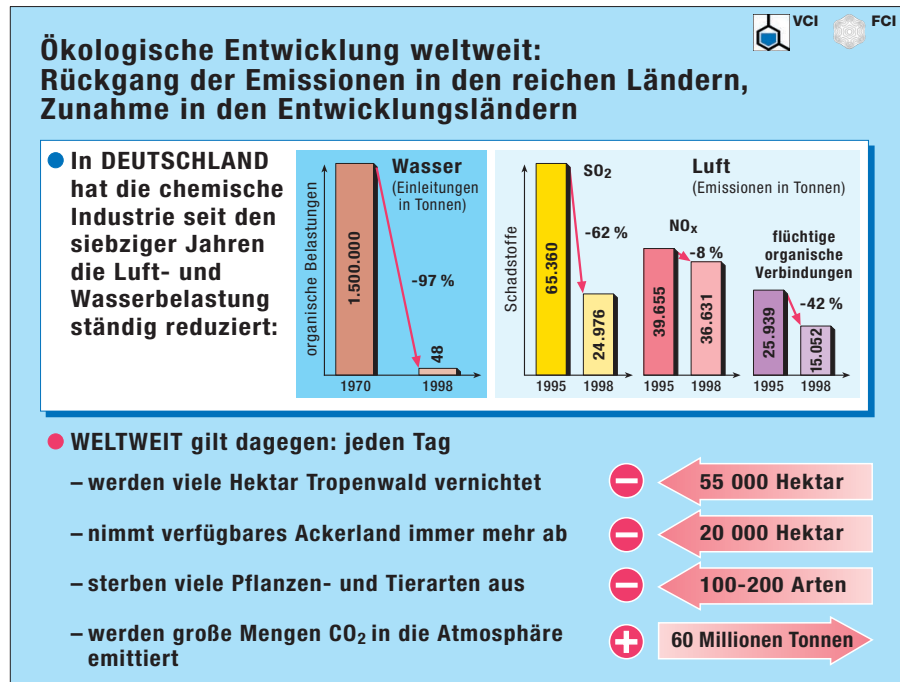 VCI
FCI
Ökologische Entwicklung weltweit:
Rückgang der Emissionen in den reichen Ländern,
Zunahme in den Entwicklungsländern
In DEUTSCHLAND
hat die chemische
Industrie seit den
siebziger Jahren
die Luft- und
Wasserbelastung
ständig reduziert:
Wasser
(Einleitungen
in Tonnen)
organische Belastungen
1.500.000
-97 %
48
1970
1998
Luft
(Emissionen in Tonnen)
Schadstoffe
SO₂
65.360
-62 %
24.976
1995
1998
NOₓ
39.655
-8 %
36.631
1995
1998
flüchtige
organische
Verbindungen
25.939
-42 %
15.052
1995
1998
WELTWEIT gilt dagegen: jeden Tag
– werden viele Hektar Tropenwald vernichtet
55 000 Hektar
– nimmt verfügbares Ackerland immer mehr ab
20 000 Hektar
– sterben viele Pflanzen- und Tierarten aus
100-200 Arten
– werden große Mengen CO₂ in die Atmosphäre
emittiert
60 Millionen Tonnen